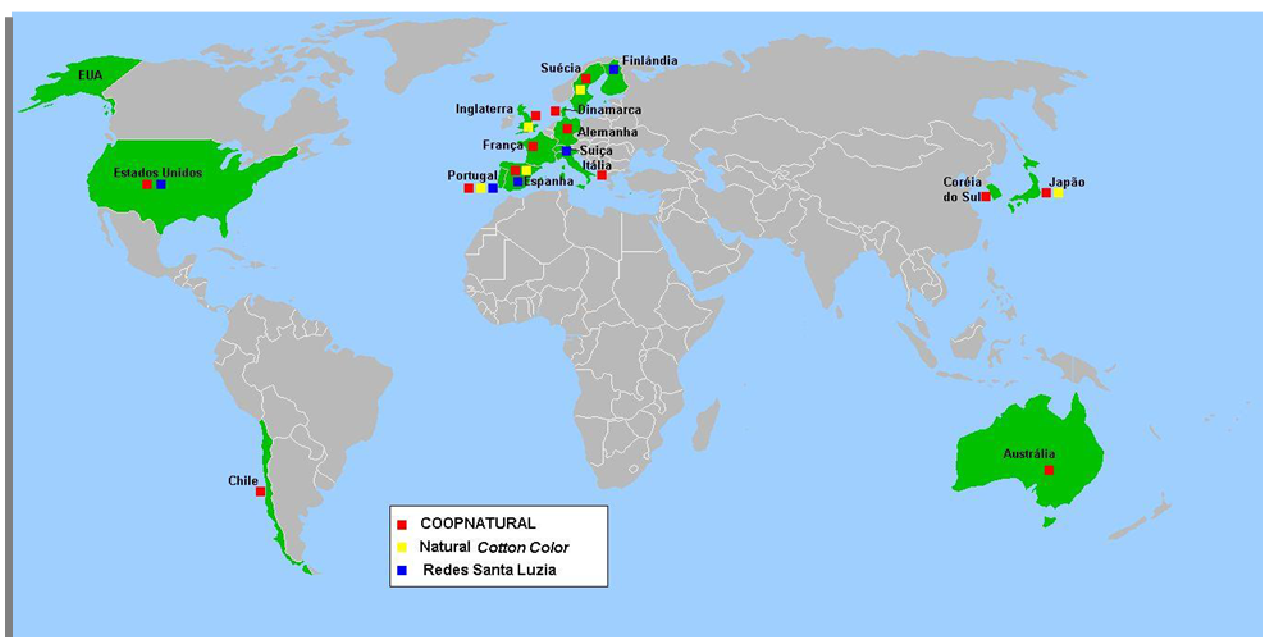 EUA
Finlândia
Suécia
Inglaterra
Dinamarca
Alemanha
França
Suiça
Itália
Estados Unidos
Portugal
Espanha
Coréia
do Sul
Japão
Austrália
Chile
COOPNATURAL
Natural Cotton Color
Redes Santa Luzia